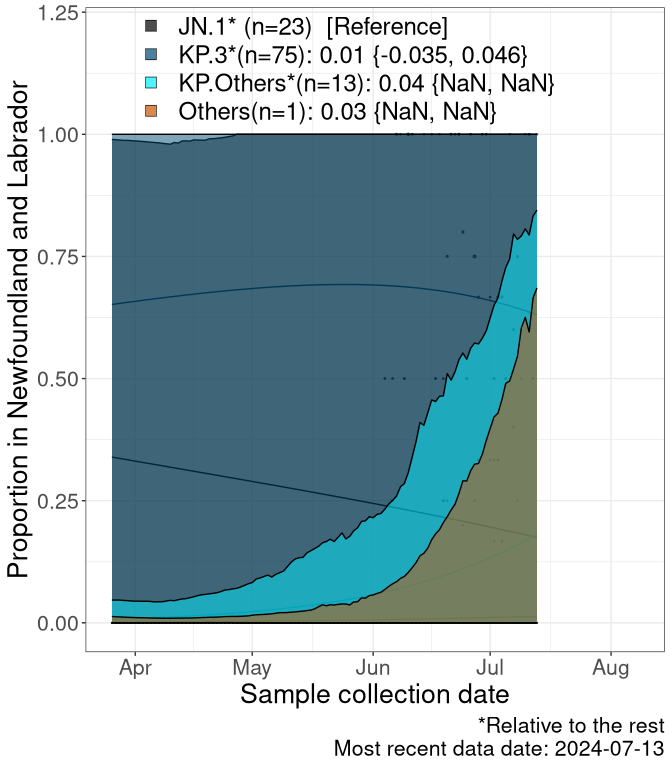 JN.1* (n=23)  [Reference]
KP.3*(n=75): 0.01 {-0.035, 0.046}
KP.Others*(n=13): 0.04 {NaN, NaN}
Others(n=1): 0.03 {NaN, NaN}
1.25
1.00
0.75
0.50
0.25
0.00
Proportion in Newfoundland and Labrador
Apr May Jun Jul Aug
Sample collection date
*Relative to the rest
Most recent data date: 2024-07-13